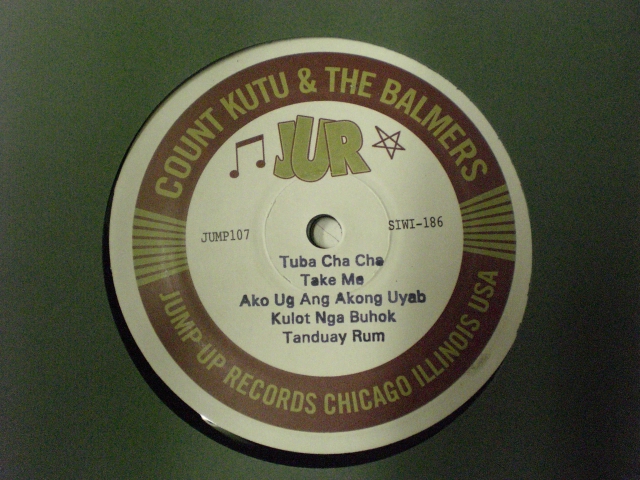 COUNT KUTU & THE BALMERS
JUR
JUMP107
SIWI-186
Tuba Cha Cha
Take Me
Ako Ug Ang Akong Uyab
Kulot Nga Buhok
Tanduay Rum
JUMP UP RECORDS CHICAGO ILLINOIS USA